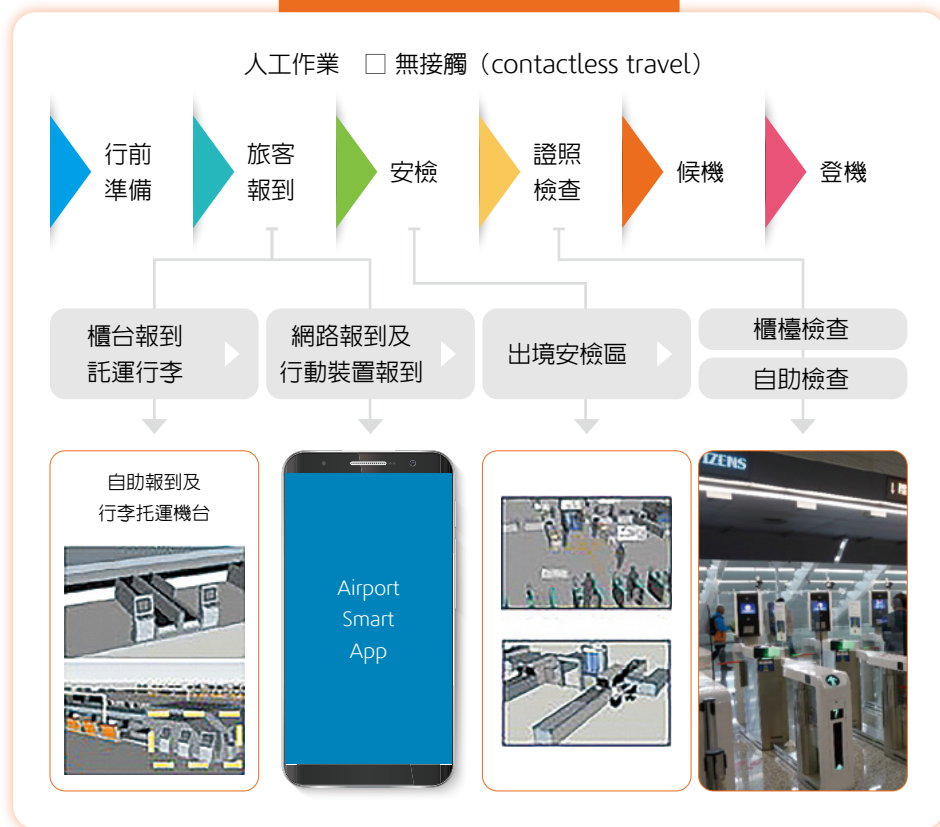 人工作業 □ 無接觸（contactless travel）
行前
準備
旅客
報到
安檢
證照
檢查
候機
登機
櫃台報到
託運行李
網路報到及
行動裝置報到
出境安檢區
櫃檯檢查
自助檢查
自助報到及
行李托運機台
Airport
Smart
App
IZENS
7